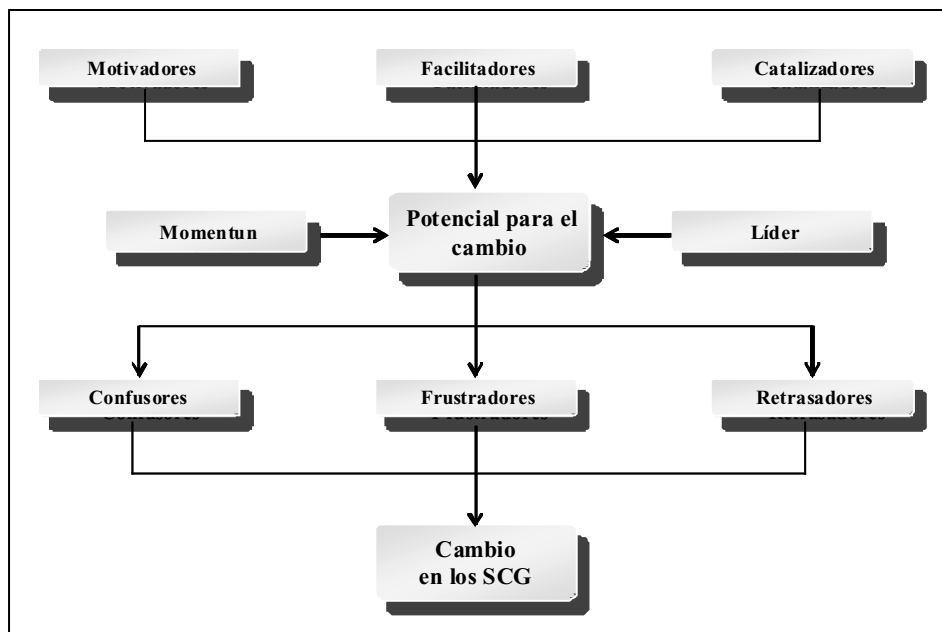 Motivadores
Facilitadores
Catalizadores
Momentun
Potencial para el
cambio
Líder
Confusores
Frustradores
Retrasadores
Cambio
en los SCG